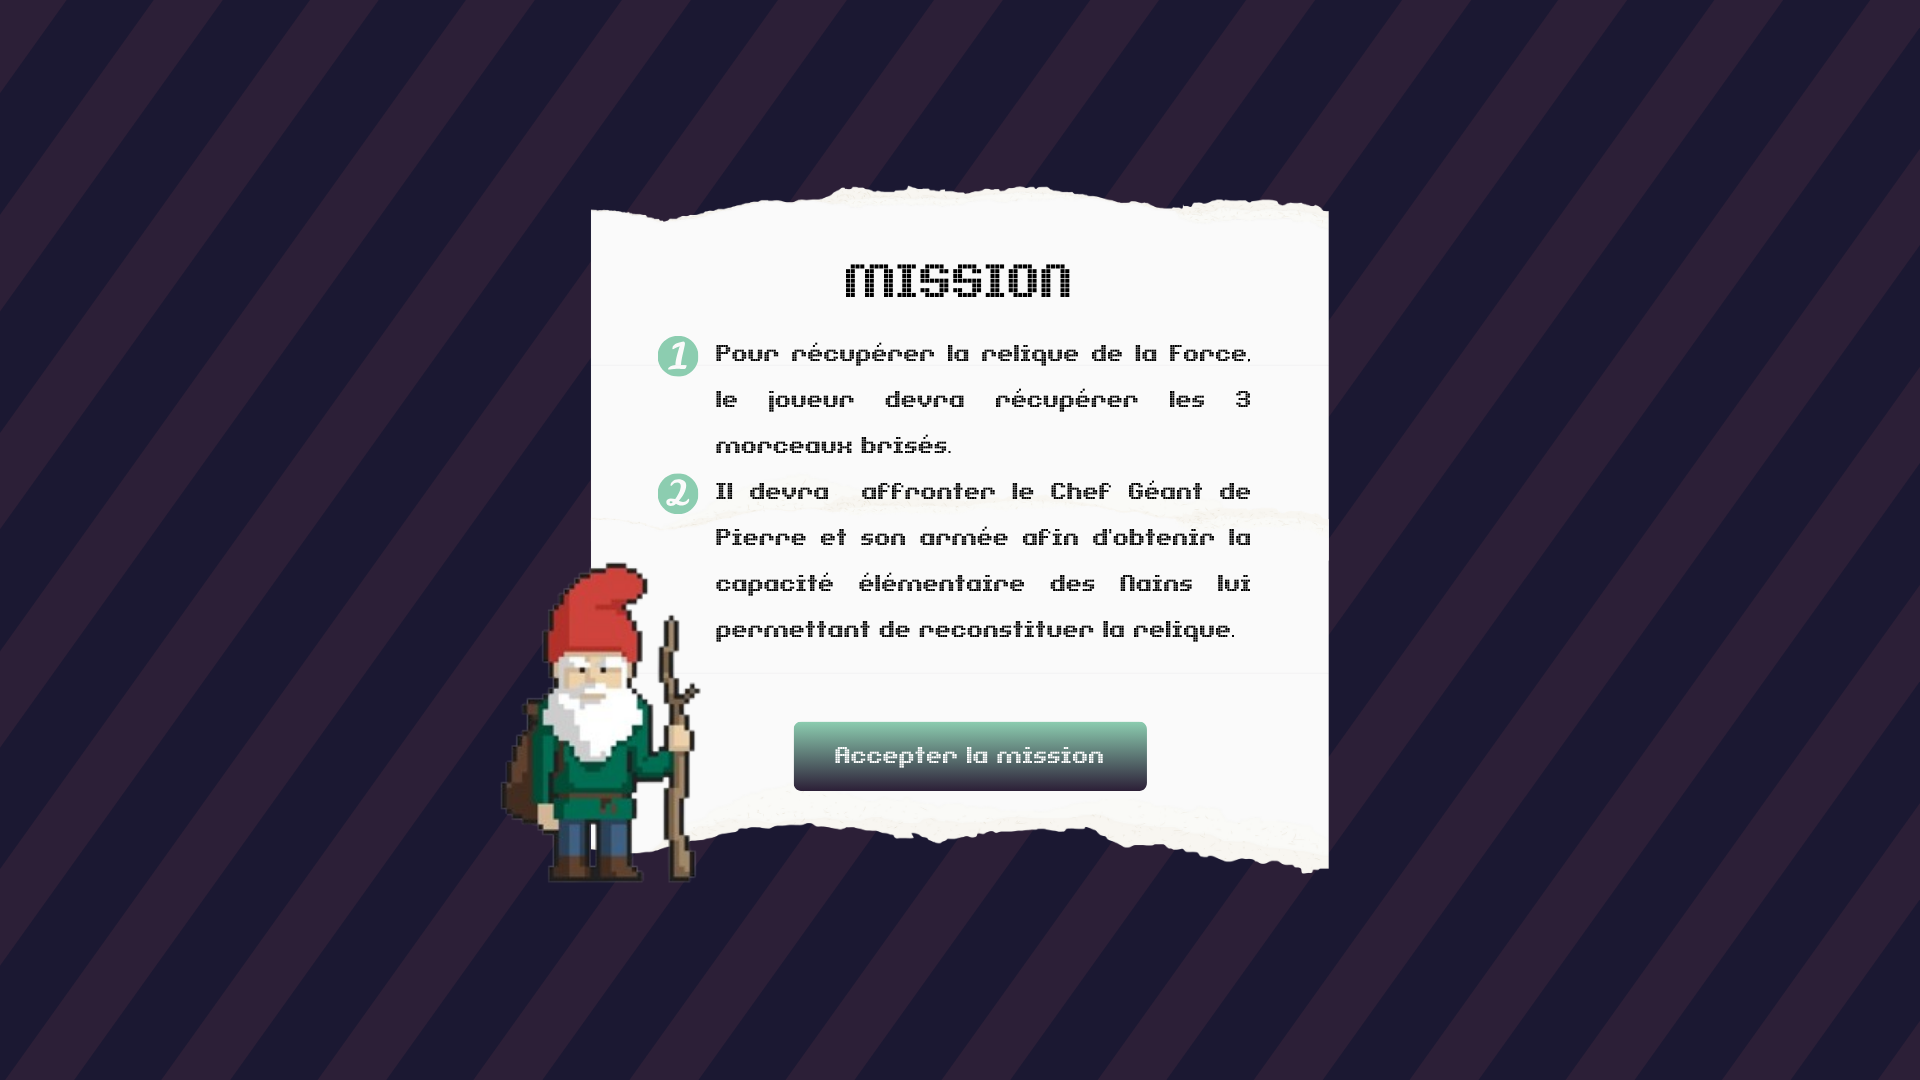 MISSION
1 Pour récupérer la relique de la Force,
le joueur devra récupérer les 3
morceaux brisés.
2 Il devra affronter le Chef Géant de
Pierre et son armée afin d'obtenir la
capacité élémentaire des Nains lui
permettant de reconstituer la relique.
Accepter la mission